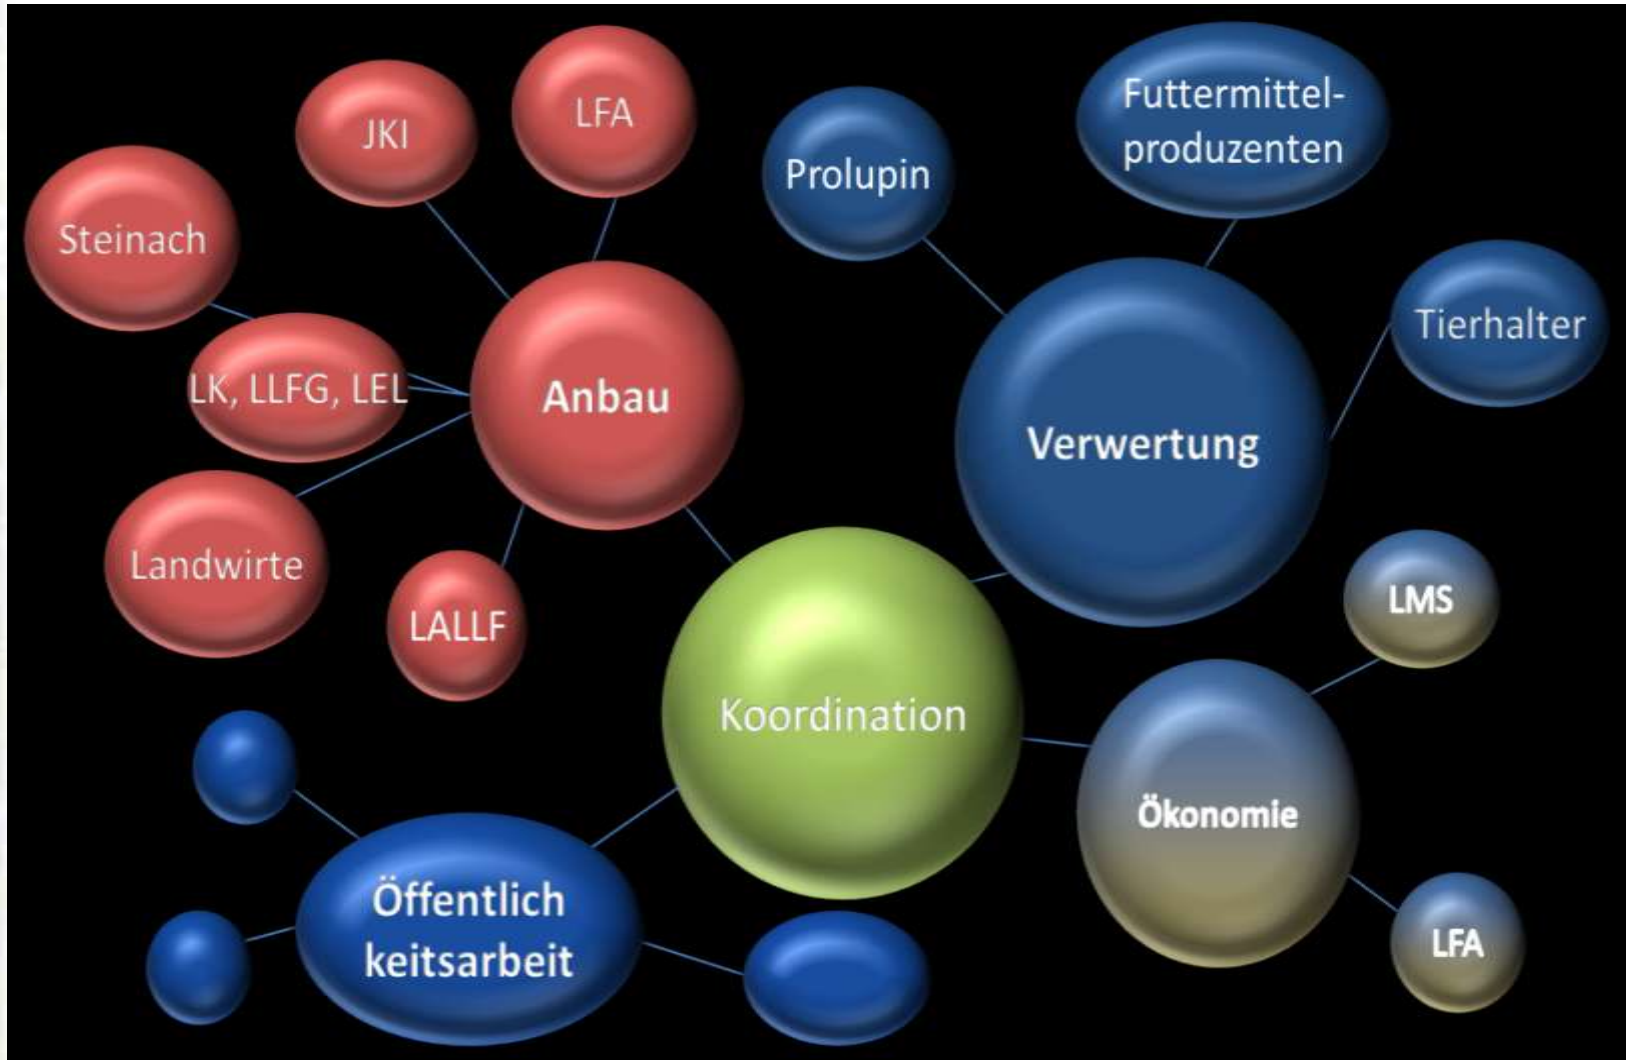 LFA
JKI
Steinach
LK, LLFG, LEL
Anbau
Landwirte
LALLF
Futtermittel-
produzenten
Prolupin
Tierhalter
Verwertung
Koordination
LMS
Ökonomie
LFA
Öffentlich
keitsarbeit